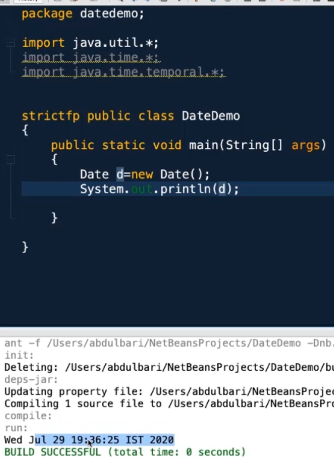 package datedemo;
import java.util.*;
import java.time.*;
import java.time.temporal.*;
strictfp public class DateDemo
{
public static void main(String[] args)
{
Date d=new Date();
System.out.println(d);
}
}
ant -f /Users/abdulbari/NetBeansProjects/DateDemo -Dnb.
init:
Deleting: /Users/abdulbari/NetBeansProjects/DateDemo/bu
deps-jar:
Updating property file: /Users/abdulbari/NetBeansProjec
Compiling 1 source file to /Users/abdulbari/NetBeansPro
compile:
run:
Wed Jul 29 19:36:25 IST 2020
BUILD SUCCESSFUL (total time: 0 seconds)